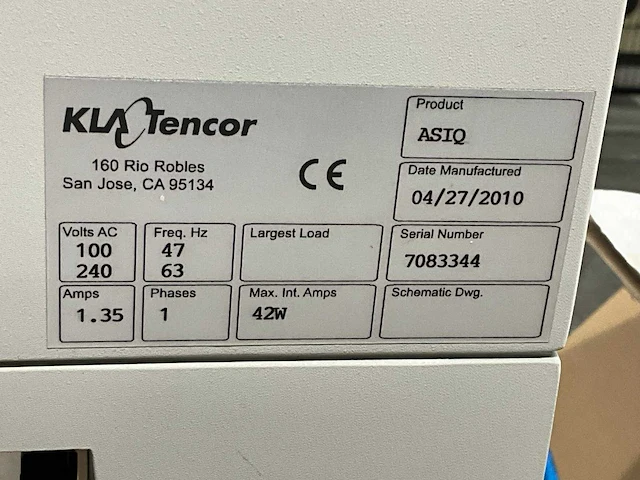 KLA Tencor
160 Rio Robles
San Jose, CA 95134
CE
Product
ASIQ
Date Manufactured
04/27/2010
Volts AC
100
240
Freq. Hz
47
63
Largest Load
Serial Number
7083344
Amps
1.35
Phases
1
Max. Int. Amps
42W
Schematic Dwg.